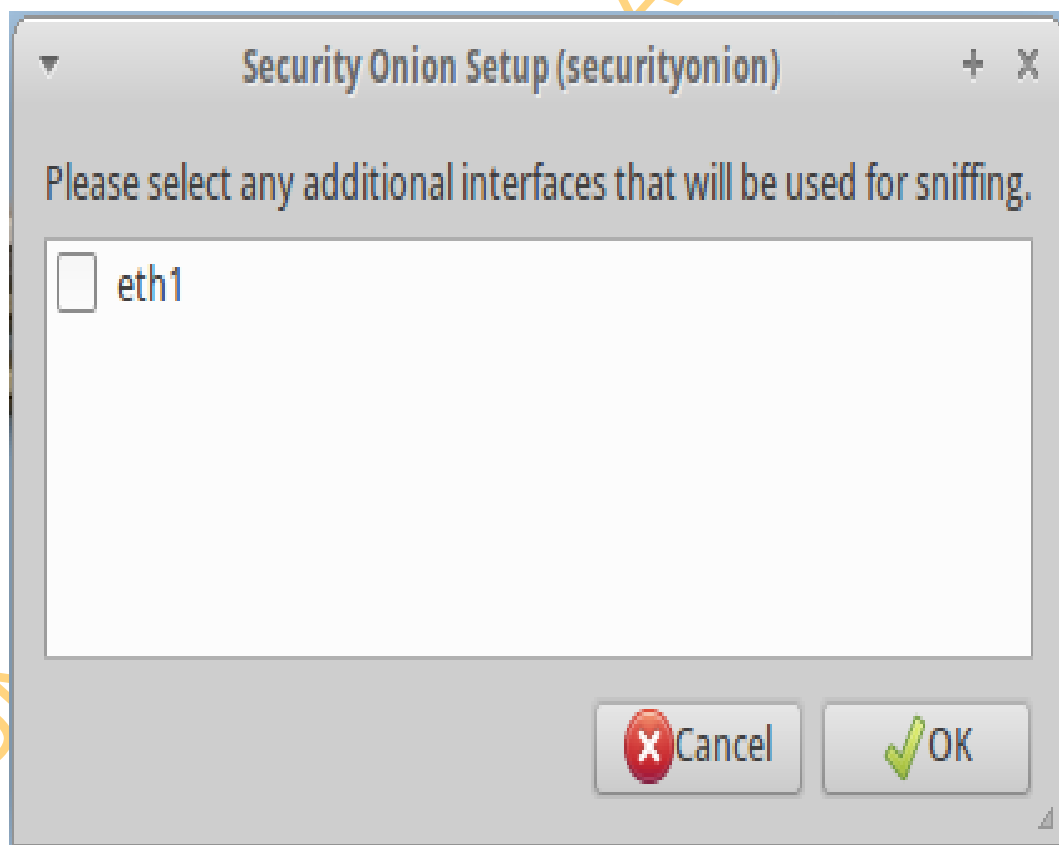 Security Onion Setup (securityonion)
Please select any additional interfaces that will be used for sniffing.
eth1
Cancel
OK